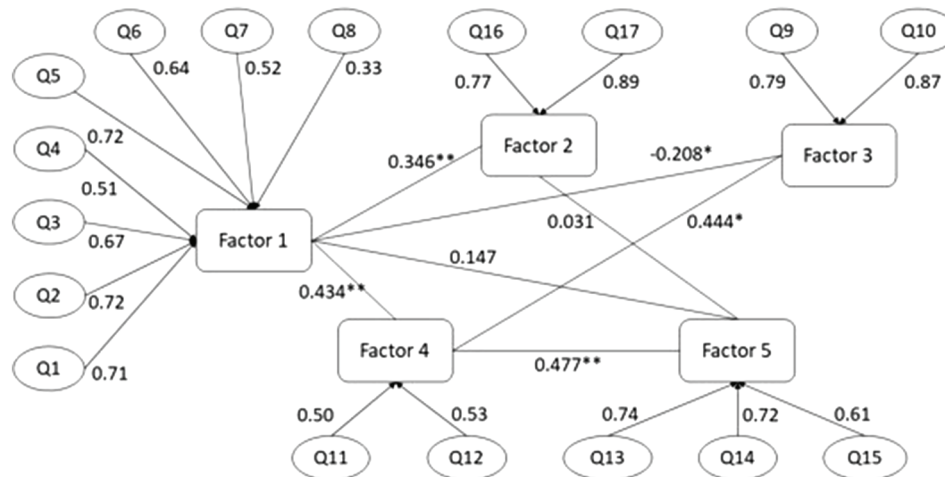 Q6
Q7
Q8
Q16
Q17
Q9
Q10
Q5
0.64
0.52
0.33
0.77
0.89
0.79
0.87
Q4
0.72
Factor 2
Factor 3
0.346**
-0.208*
0.51
Q3
0.67
Factor 1
0.031
0.444*
0.147
Q2
0.72
0.434**
Q1
0.71
Factor 4
Factor 5
0.477**
0.50
0.53
0.74
0.72
0.61
Q11
Q12
Q13
Q14
Q15